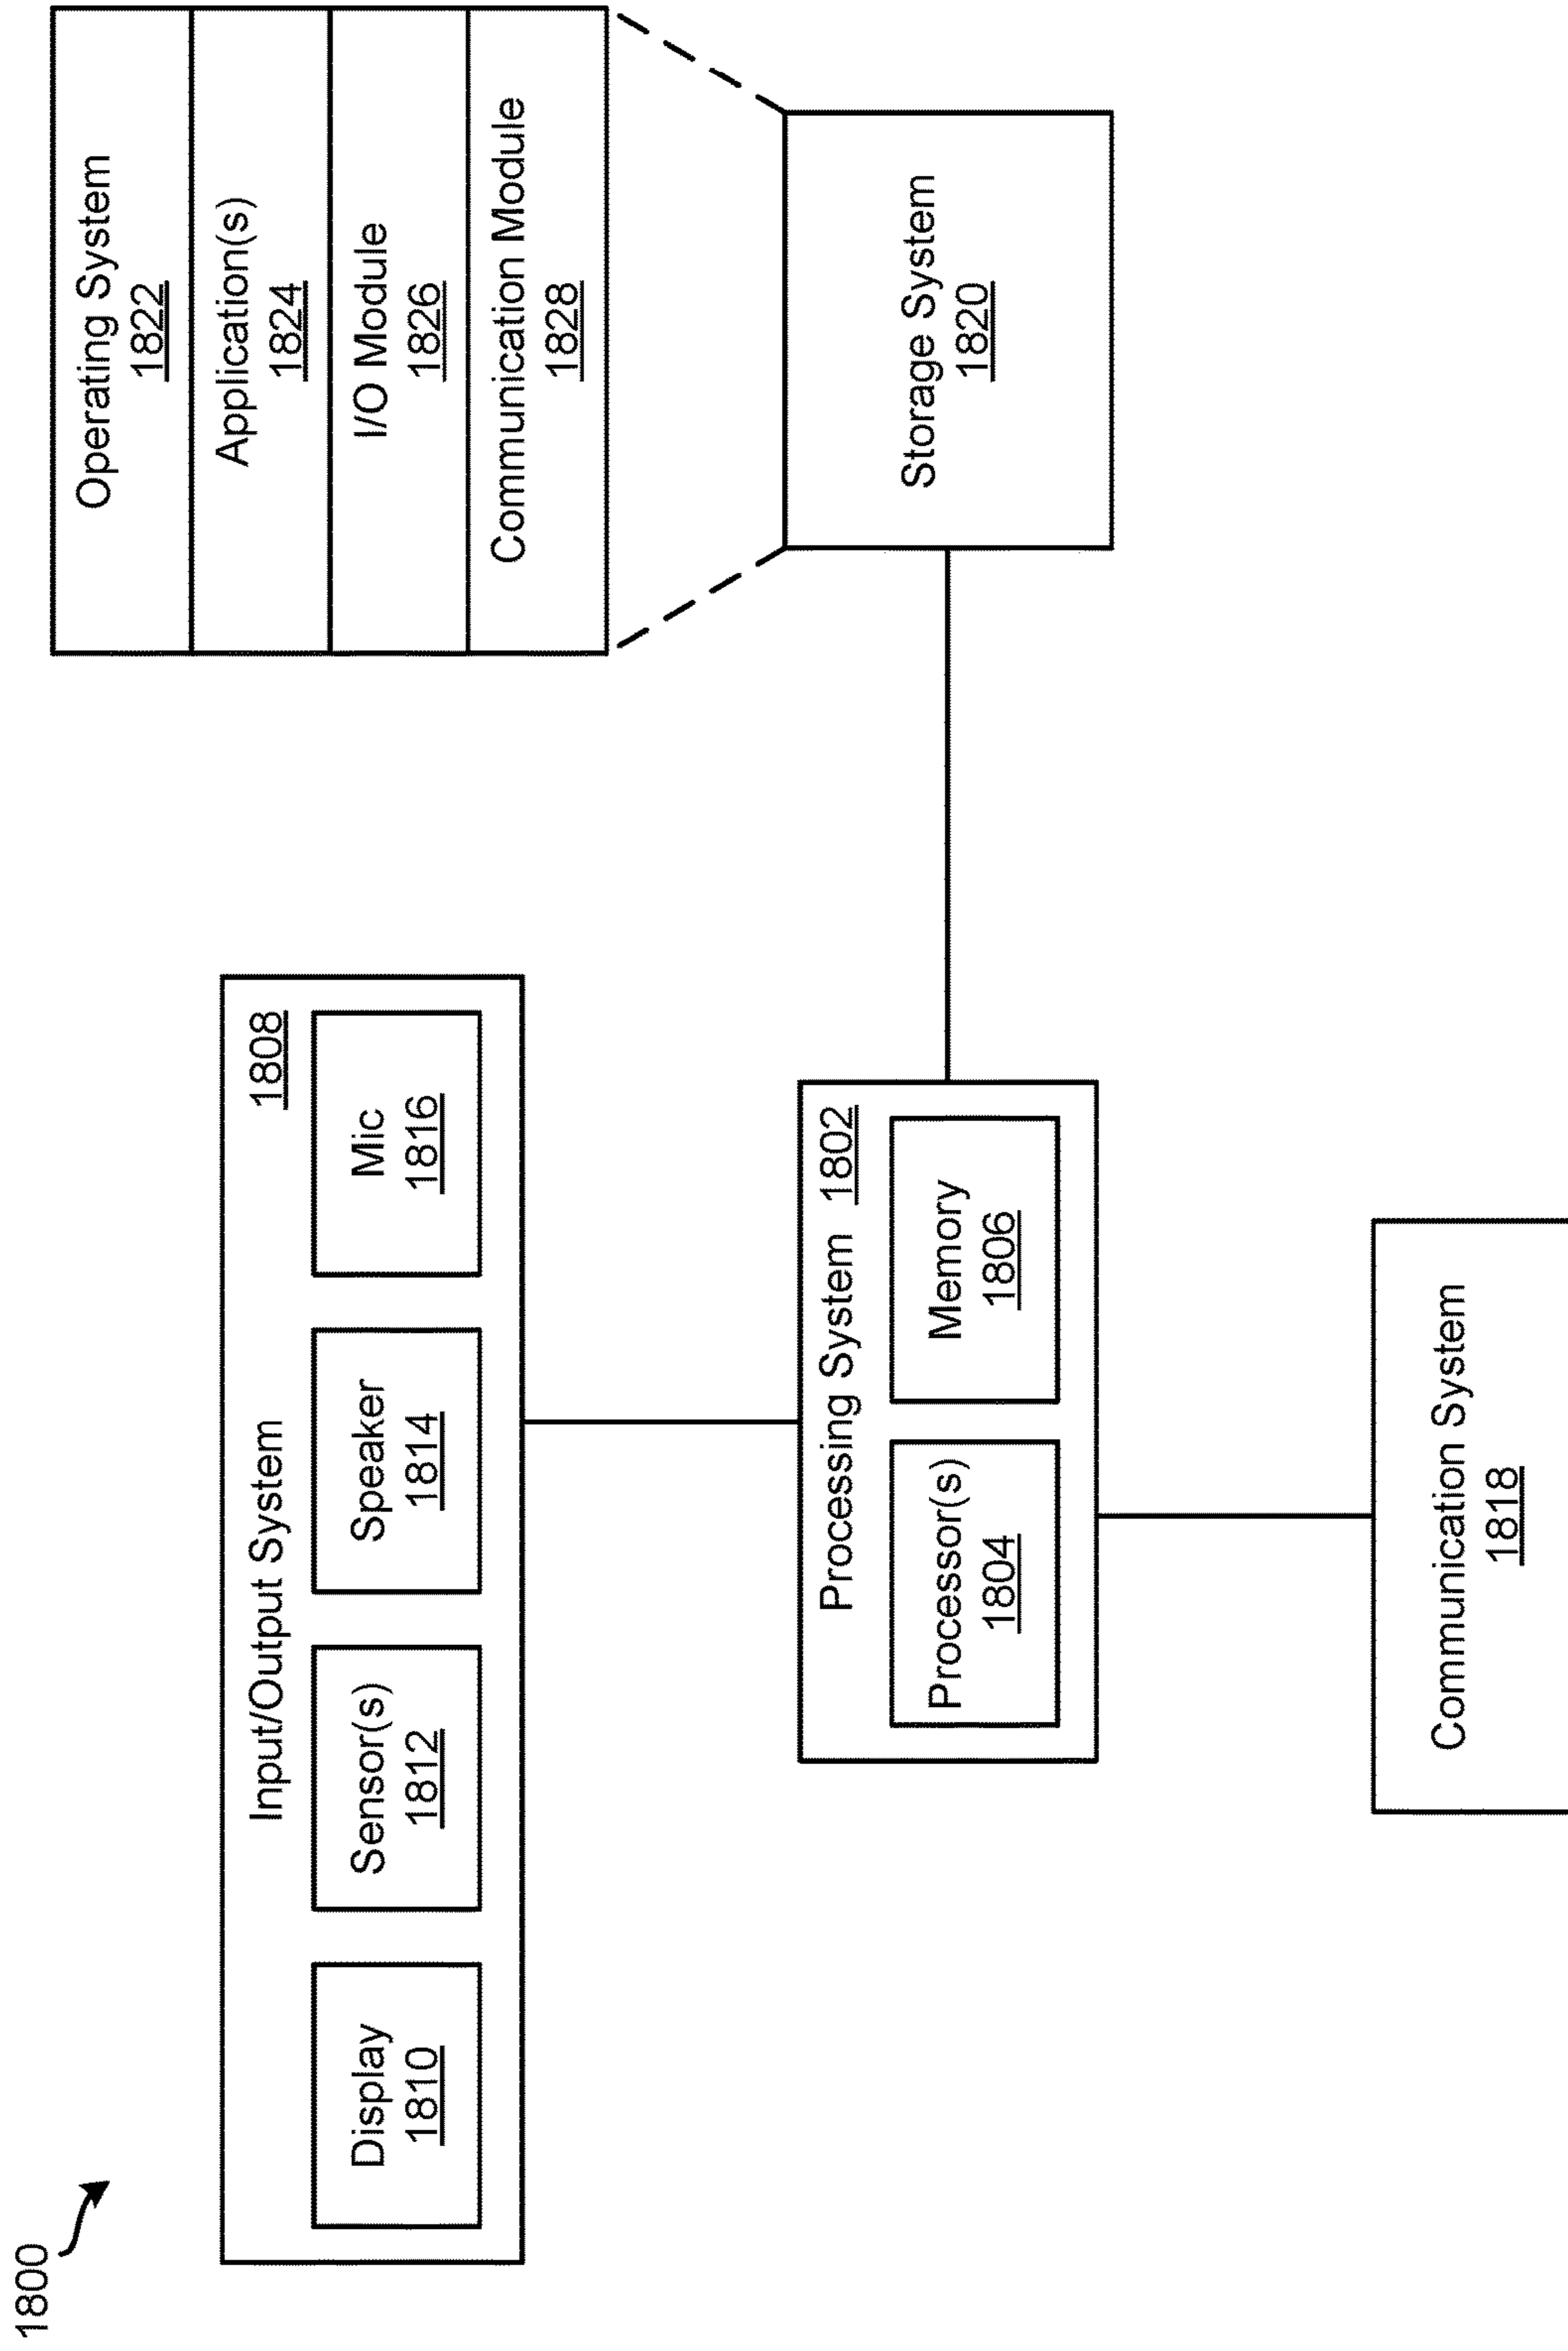 1800
Input/Output System
1808
Display
1810
Sensor(s)
1812
Speaker
1814
Mic
1816
Processing System 1802
Processor(s)
1804
Memory
1806
Communication System
1818
Operating System
1822
Application(s)
1824
I/O Module
1826
Communication Module
1828
Storage System
1820